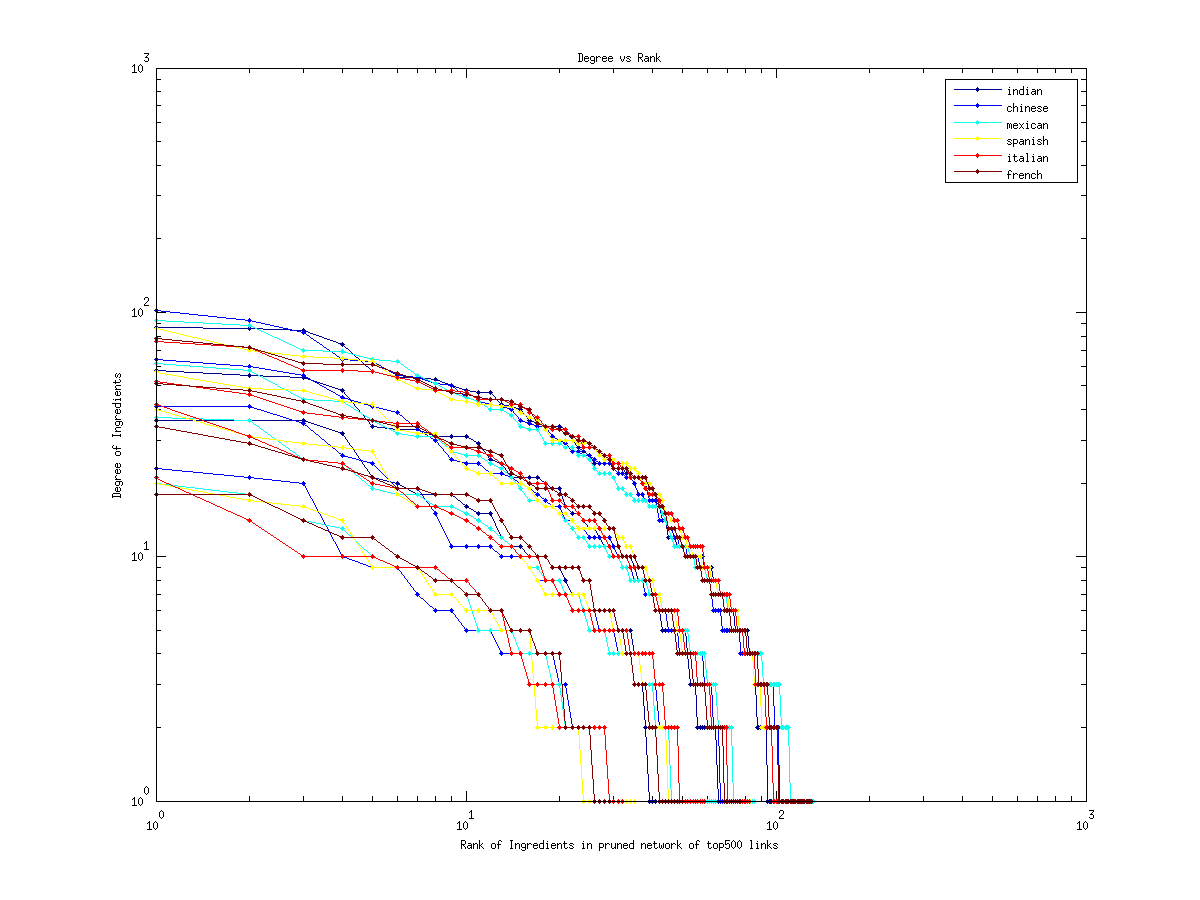 Degree vs Rank
10^3
10^2
10^1
10^0
Degree of Ingredients
indian
chinese
mexican
spanish
italian
french
10^0 10^1 10^2 10^3
Rank of Ingredients in pruned network of top500 links